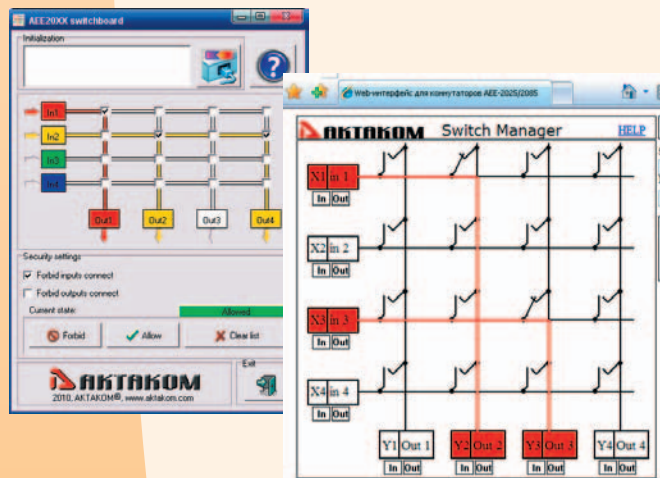 AEE20XX switchboard
Initialization
In1
In2
In3
In4
Out1
Out2
Out3
Out4
Security settings
Forbid inputs connect
Forbid outputs connect
Current state:
Allowed
Forbid
Allow
Clear list
АКТАКОМ
2010, AKTAKOM®, www.aktakom.com
Exit
Web-интерфейс для коммутаторов АЕЕ-2025/2085
АКТАКОМ Switch Manager HELP
X1 in 1
In Out
X2 in 2
In Out
X3 in 3
In Out
X4 in 4
In Out
Y1 Out 1
Y2 Out 2
Y3 Out 3
Y4 Out 4
In Out
In Out
In Out
In Out